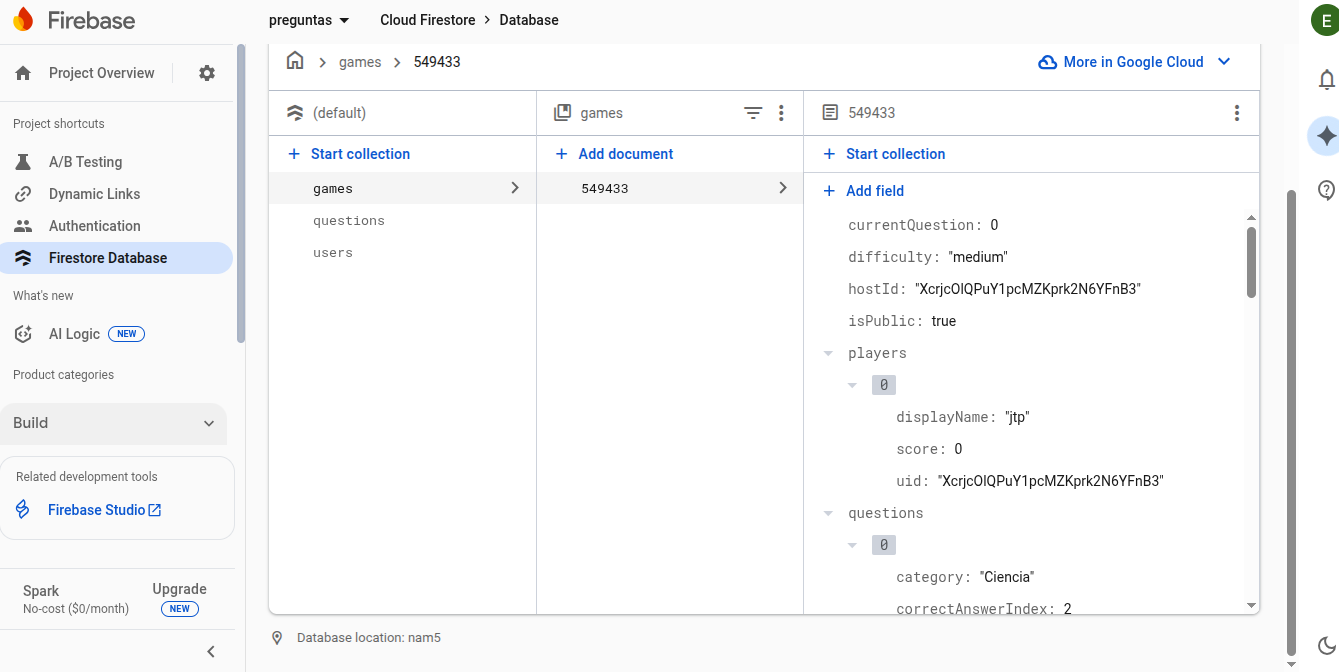 Firebase
preguntas
Cloud Firestore > Database
E
Project Overview
games > 549433
More in Google Cloud
Project shortcuts
A/B Testing
Dynamic Links
Authentication
Firestore Database
What's new
AI Logic NEW
Product categories
Build
Related development tools
Firebase Studio
Spark
No-cost ($0/month)
Upgrade
NEW
(default)
+ Start collection
games
questions
users
games
+ Add document
549433
549433
+ Start collection
+ Add field
currentQuestion: 0
difficulty: "medium"
hostId: "XcrjcOlQPuY1pcMZKprk2N6YFnB3"
isPublic: true
players
0
displayName: "jtp"
score: 0
uid: "XcrjcOlQPuY1pcMZKprk2N6YFnB3"
questions
0
category: "Ciencia"
correctAnswerIndex: 2
Database location: nam5